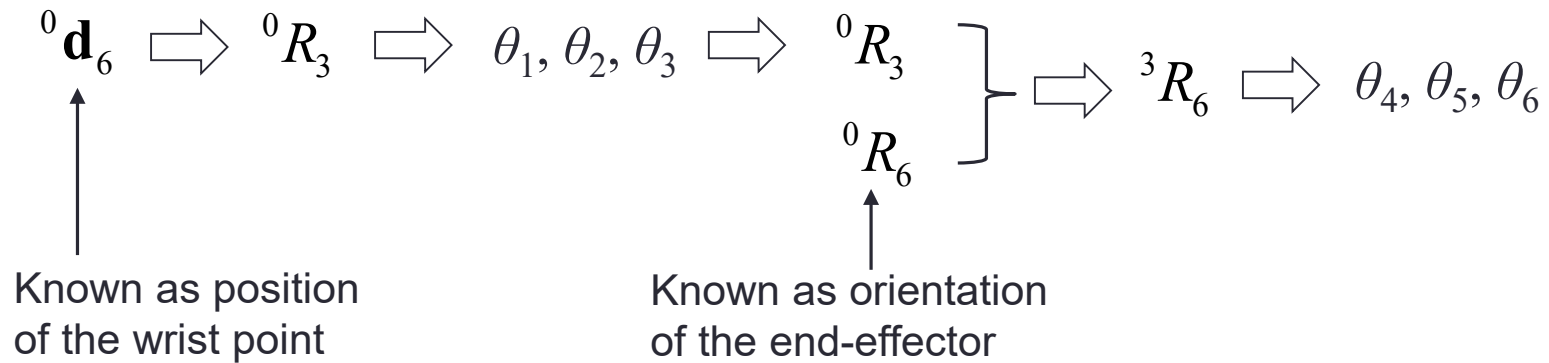 ⁰d₆ ⁰R₃ θ₁, θ₂, θ₃ ⁰R₃ ³R₆ θ₄, θ₅, θ₆
⁰R₆
Known as position
of the wrist point
Known as orientation
of the end-effector